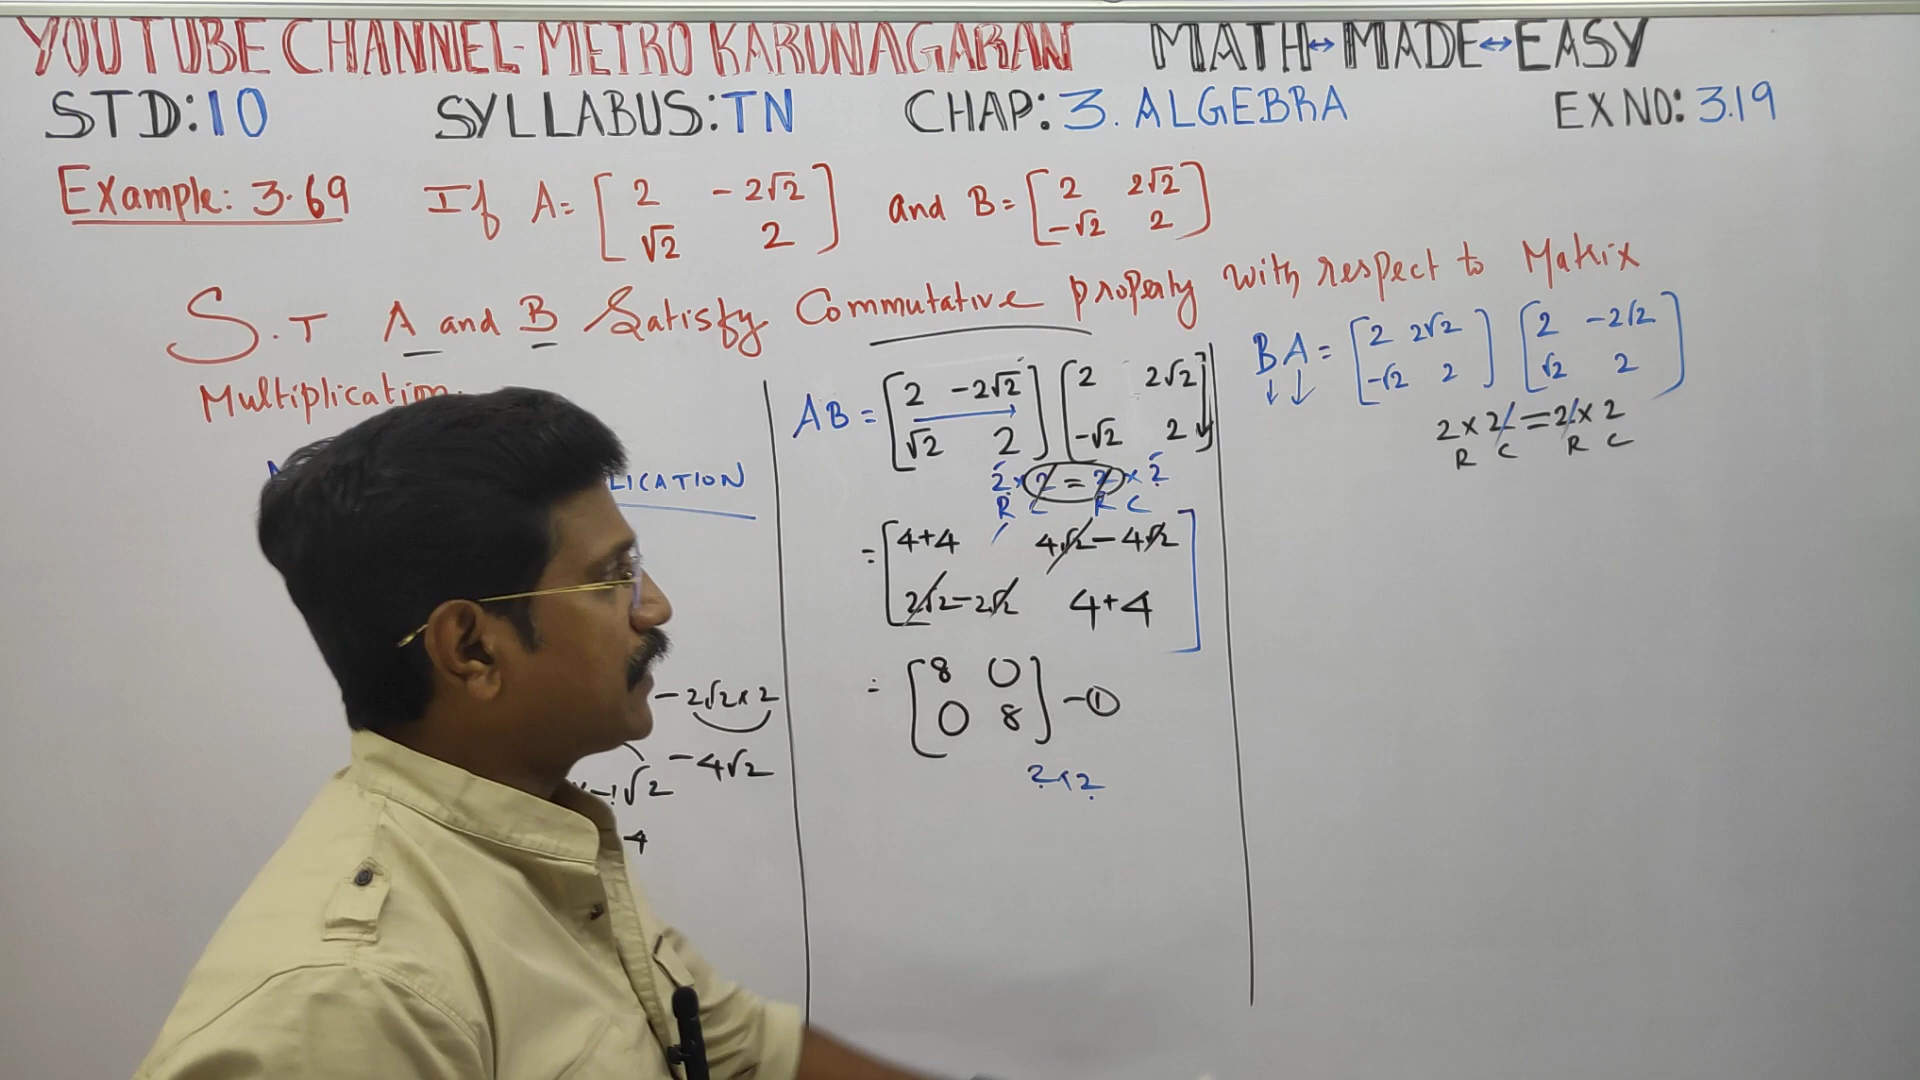 YOUTUBE CHANNEL-METRO KARUNAGARAN MATH↔MADE↔EASY
STD:10 SYLLABUS:TN CHAP: 3. ALGEBRA EX NO: 3.19
Example: 3.69 If A= [2 -2√2
√2 2] and B= [2 2√2
-√2 2]
S.T A and B Satisfy Commutative property with respect to Matrix
Multiplication.
LICATION
-2√2×2
-4√2
√2
4
AB = [2 -2√2
√2 2] [2 2√2
-√2 2]
2×2=2×2
R C R C
= [4+4 4√2-4√2
2√2-2√2 4+4]
= [8 0
0 8] -①
2×2
BA= [2 2√2
-√2 2] [2 -2√2
√2 2]
2×2=2×2
R C R C